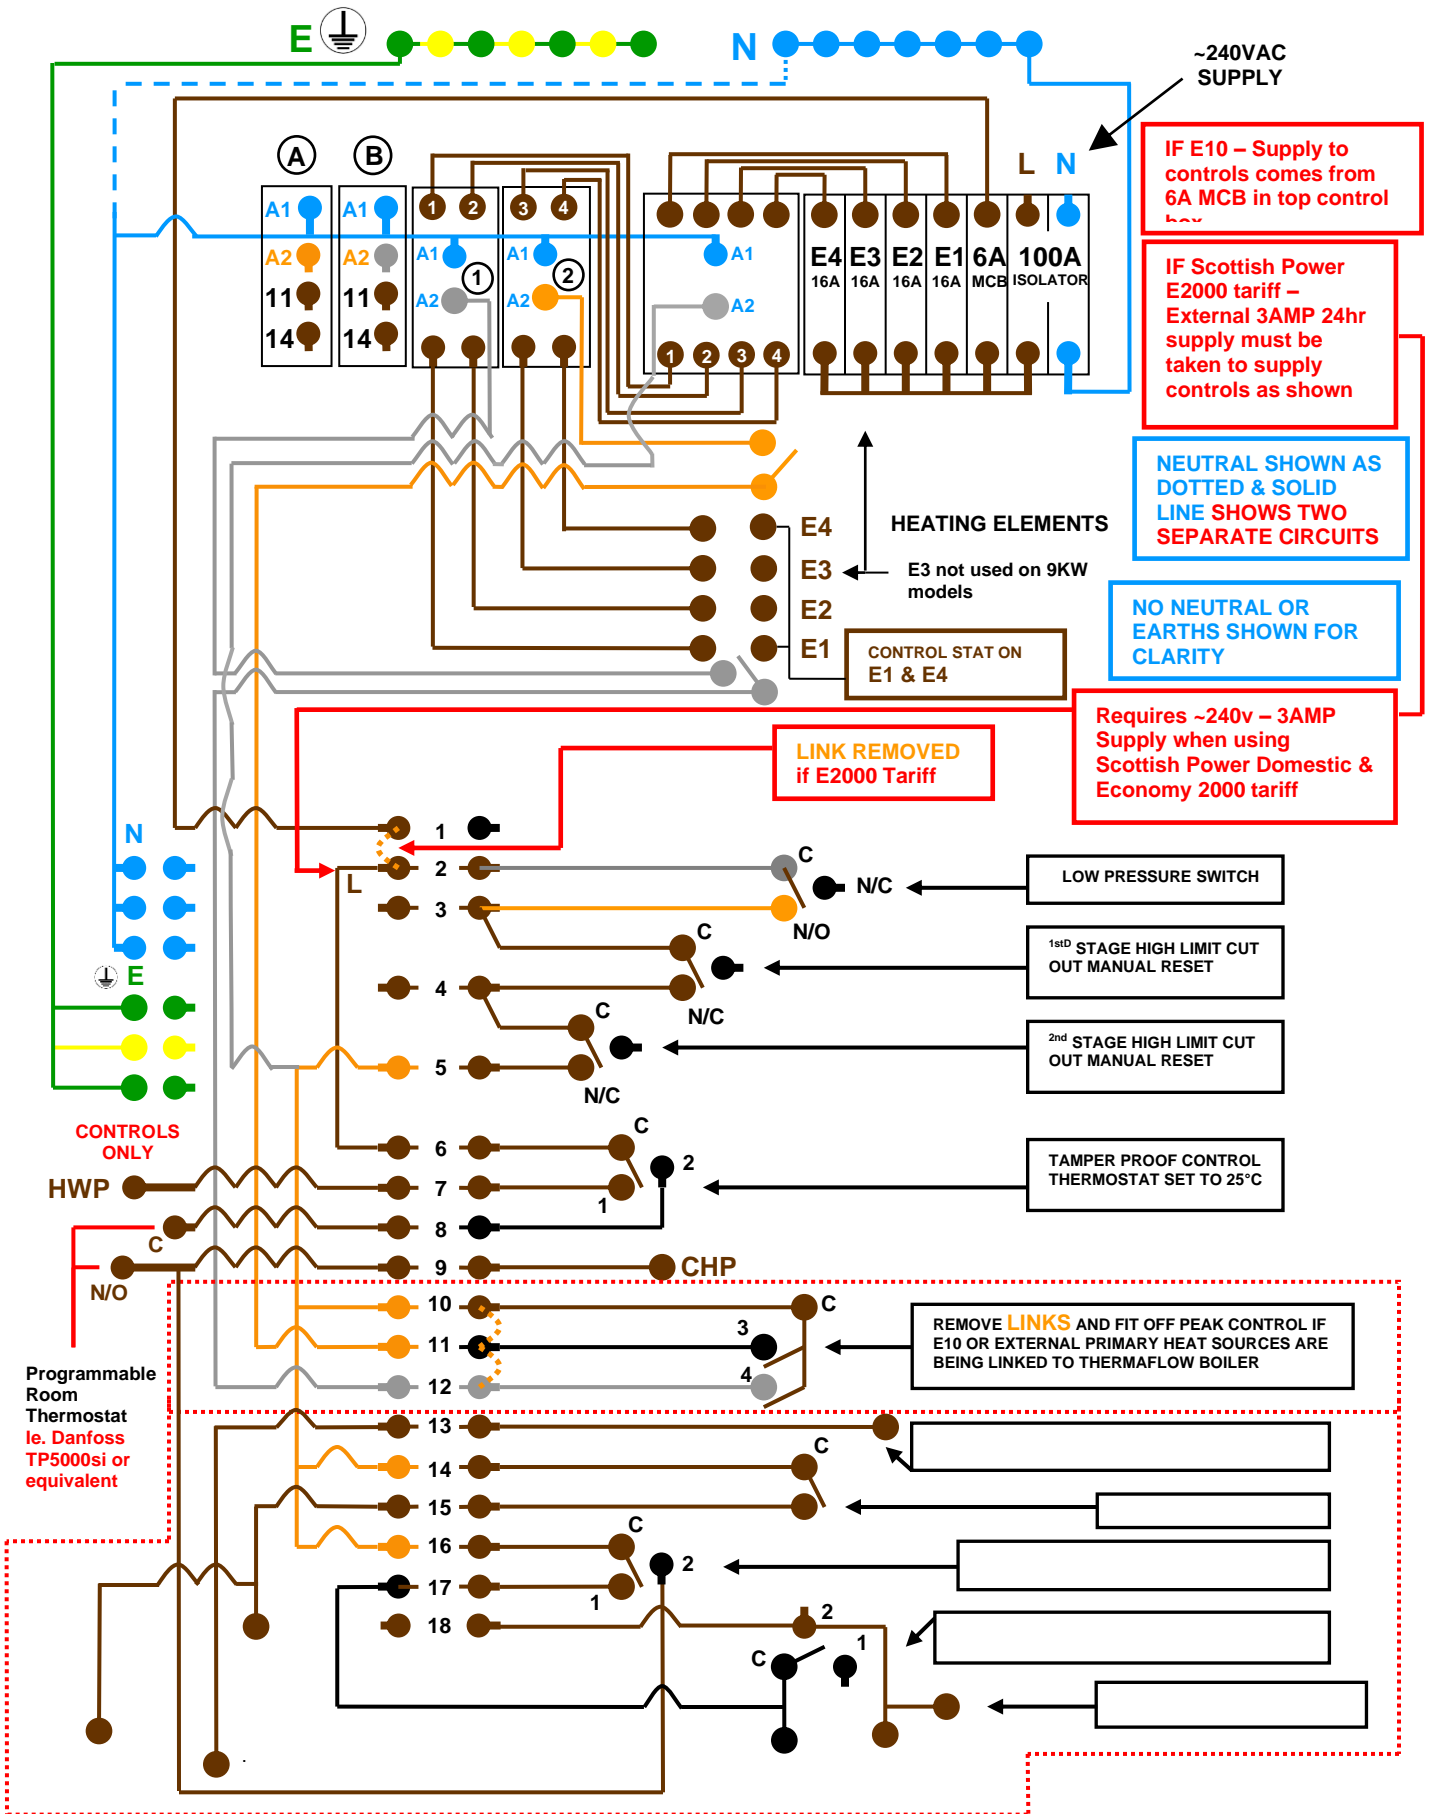 E
N
~240VAC
SUPPLY
IF E10 – Supply to
controls comes from
6A MCB in top control
A
B
L N
A1
A2
11
14
A1
A2
11
14
1 2
A1
1
A2
3 4
A1
2
A2
A1
A2
1 2 3 4
E4
16A
E3
16A
E2
16A
E1
16A
6A
MCB
100A
ISOLATOR
IF Scottish Power
E2000 tariff –
External 3AMP 24hr
supply must be
taken to supply
controls as shown
NEUTRAL SHOWN AS
DOTTED & SOLID
LINE SHOWS TWO
SEPARATE CIRCUITS
E4
HEATING ELEMENTS
E3
E3 not used on 9KW
models
E2
NO NEUTRAL OR
EARTHS SHOWN FOR
CLARITY
E1
CONTROL STAT ON
E1 & E4
Requires ~240v – 3AMP
Supply when using
Scottish Power Domestic &
Economy 2000 tariff
LINK REMOVED
if E2000 Tariff
N
1
L
2
C
N/C
LOW PRESSURE SWITCH
3
N/O
C
1stD STAGE HIGH LIMIT CUT
OUT MANUAL RESET
E
4
N/C
C
2nd STAGE HIGH LIMIT CUT
OUT MANUAL RESET
5
N/C
CONTROLS
ONLY
6
C
2
TAMPER PROOF CONTROL
THERMOSTAT SET TO 25°C
HWP
7
1
C
8
9
CHP
N/O
10
C
3
11
REMOVE LINKS AND FIT OFF PEAK CONTROL IF
E10 OR EXTERNAL PRIMARY HEAT SOURCES ARE
BEING LINKED TO THERMAFLOW BOILER
4
12
Programmable
Room
Thermostat
Ie. Danfoss
TP5000si or
equivalent
13
14
C
15
16
C
2
17
1
18
2
C
1